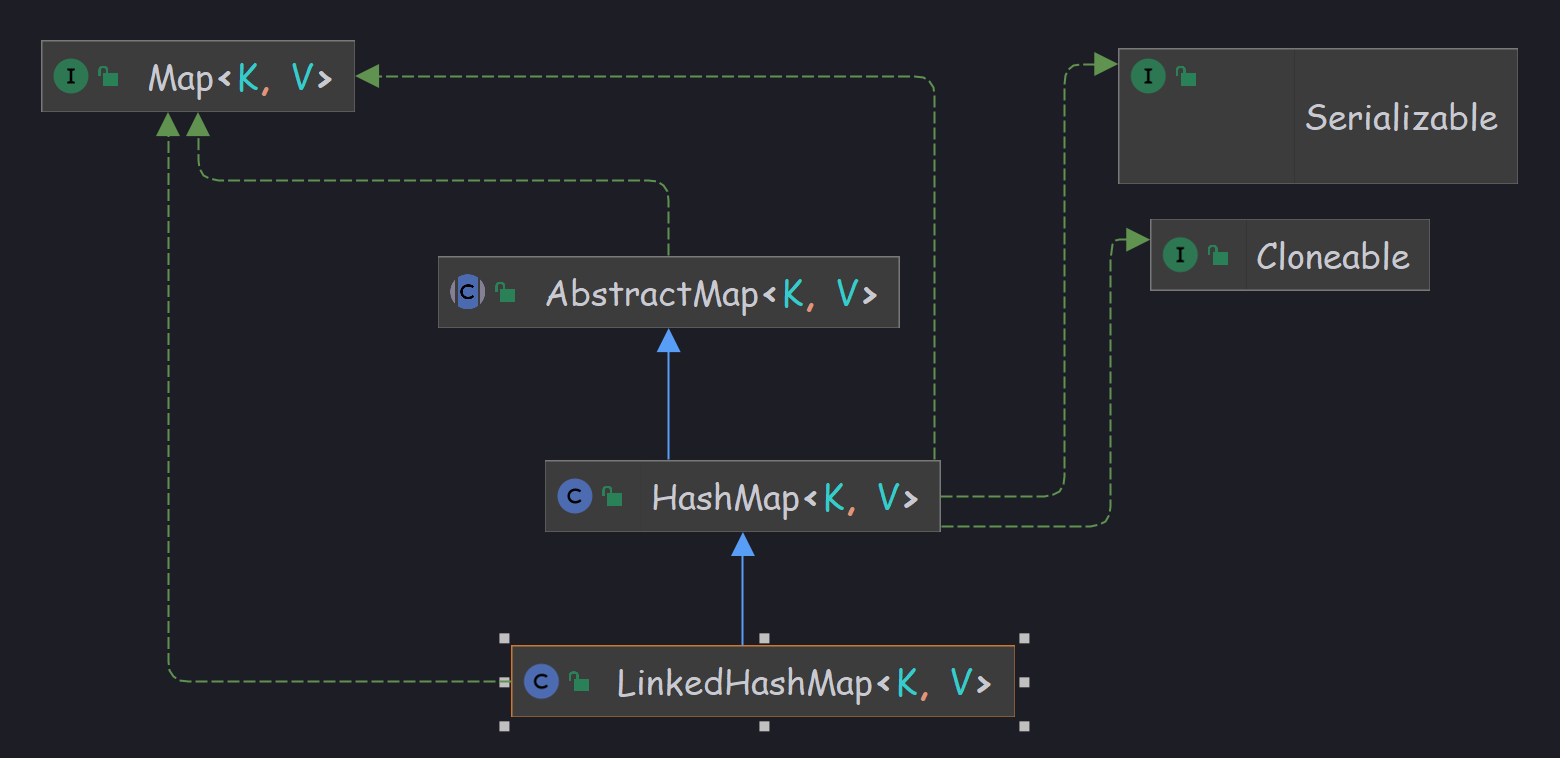 I Map<K, V>
I Serializable
I Cloneable
C AbstractMap<K, V>
C HashMap<K, V>
C LinkedHashMap<K, V>